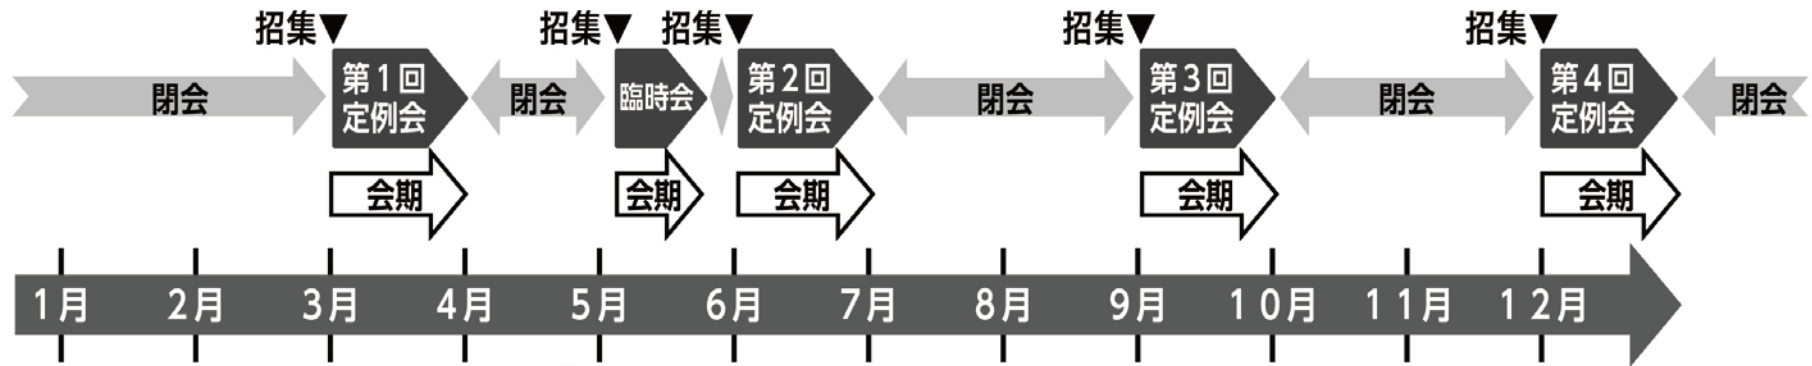 招集▼ 招集▼ 招集▼ 招集▼ 招集▼
閉会
第1回
定例会
閉会
臨時会
第2回
定例会
閉会
第3回
定例会
閉会
第4回
定例会
閉会
会期 会期 会期 会期 会期
1月 2月 3月 4月 5月 6月 7月 8月 9月 10月 11月 12月